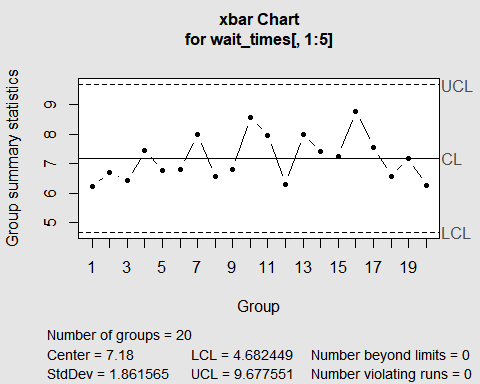 xbar Chart
for wait_times[, 1:5]
Group summary statistics
9
8
7
6
5
UCL
CL
LCL
1 3 5 7 9 11 13 15 17 19
Group
Number of groups = 20
Center = 7.18 LCL = 4.682449 Number beyond limits = 0
StdDev = 1.861565 UCL = 9.677551 Number violating runs = 0